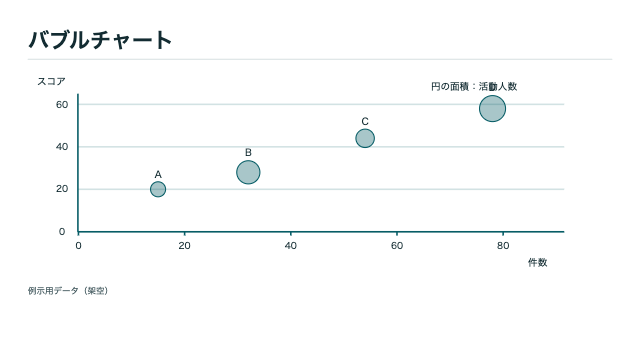 バブルチャート
スコア
円の面積：活動人数
60
40
20
0
A
B
C
0
20
40
60
80
件数
例示用データ（架空）